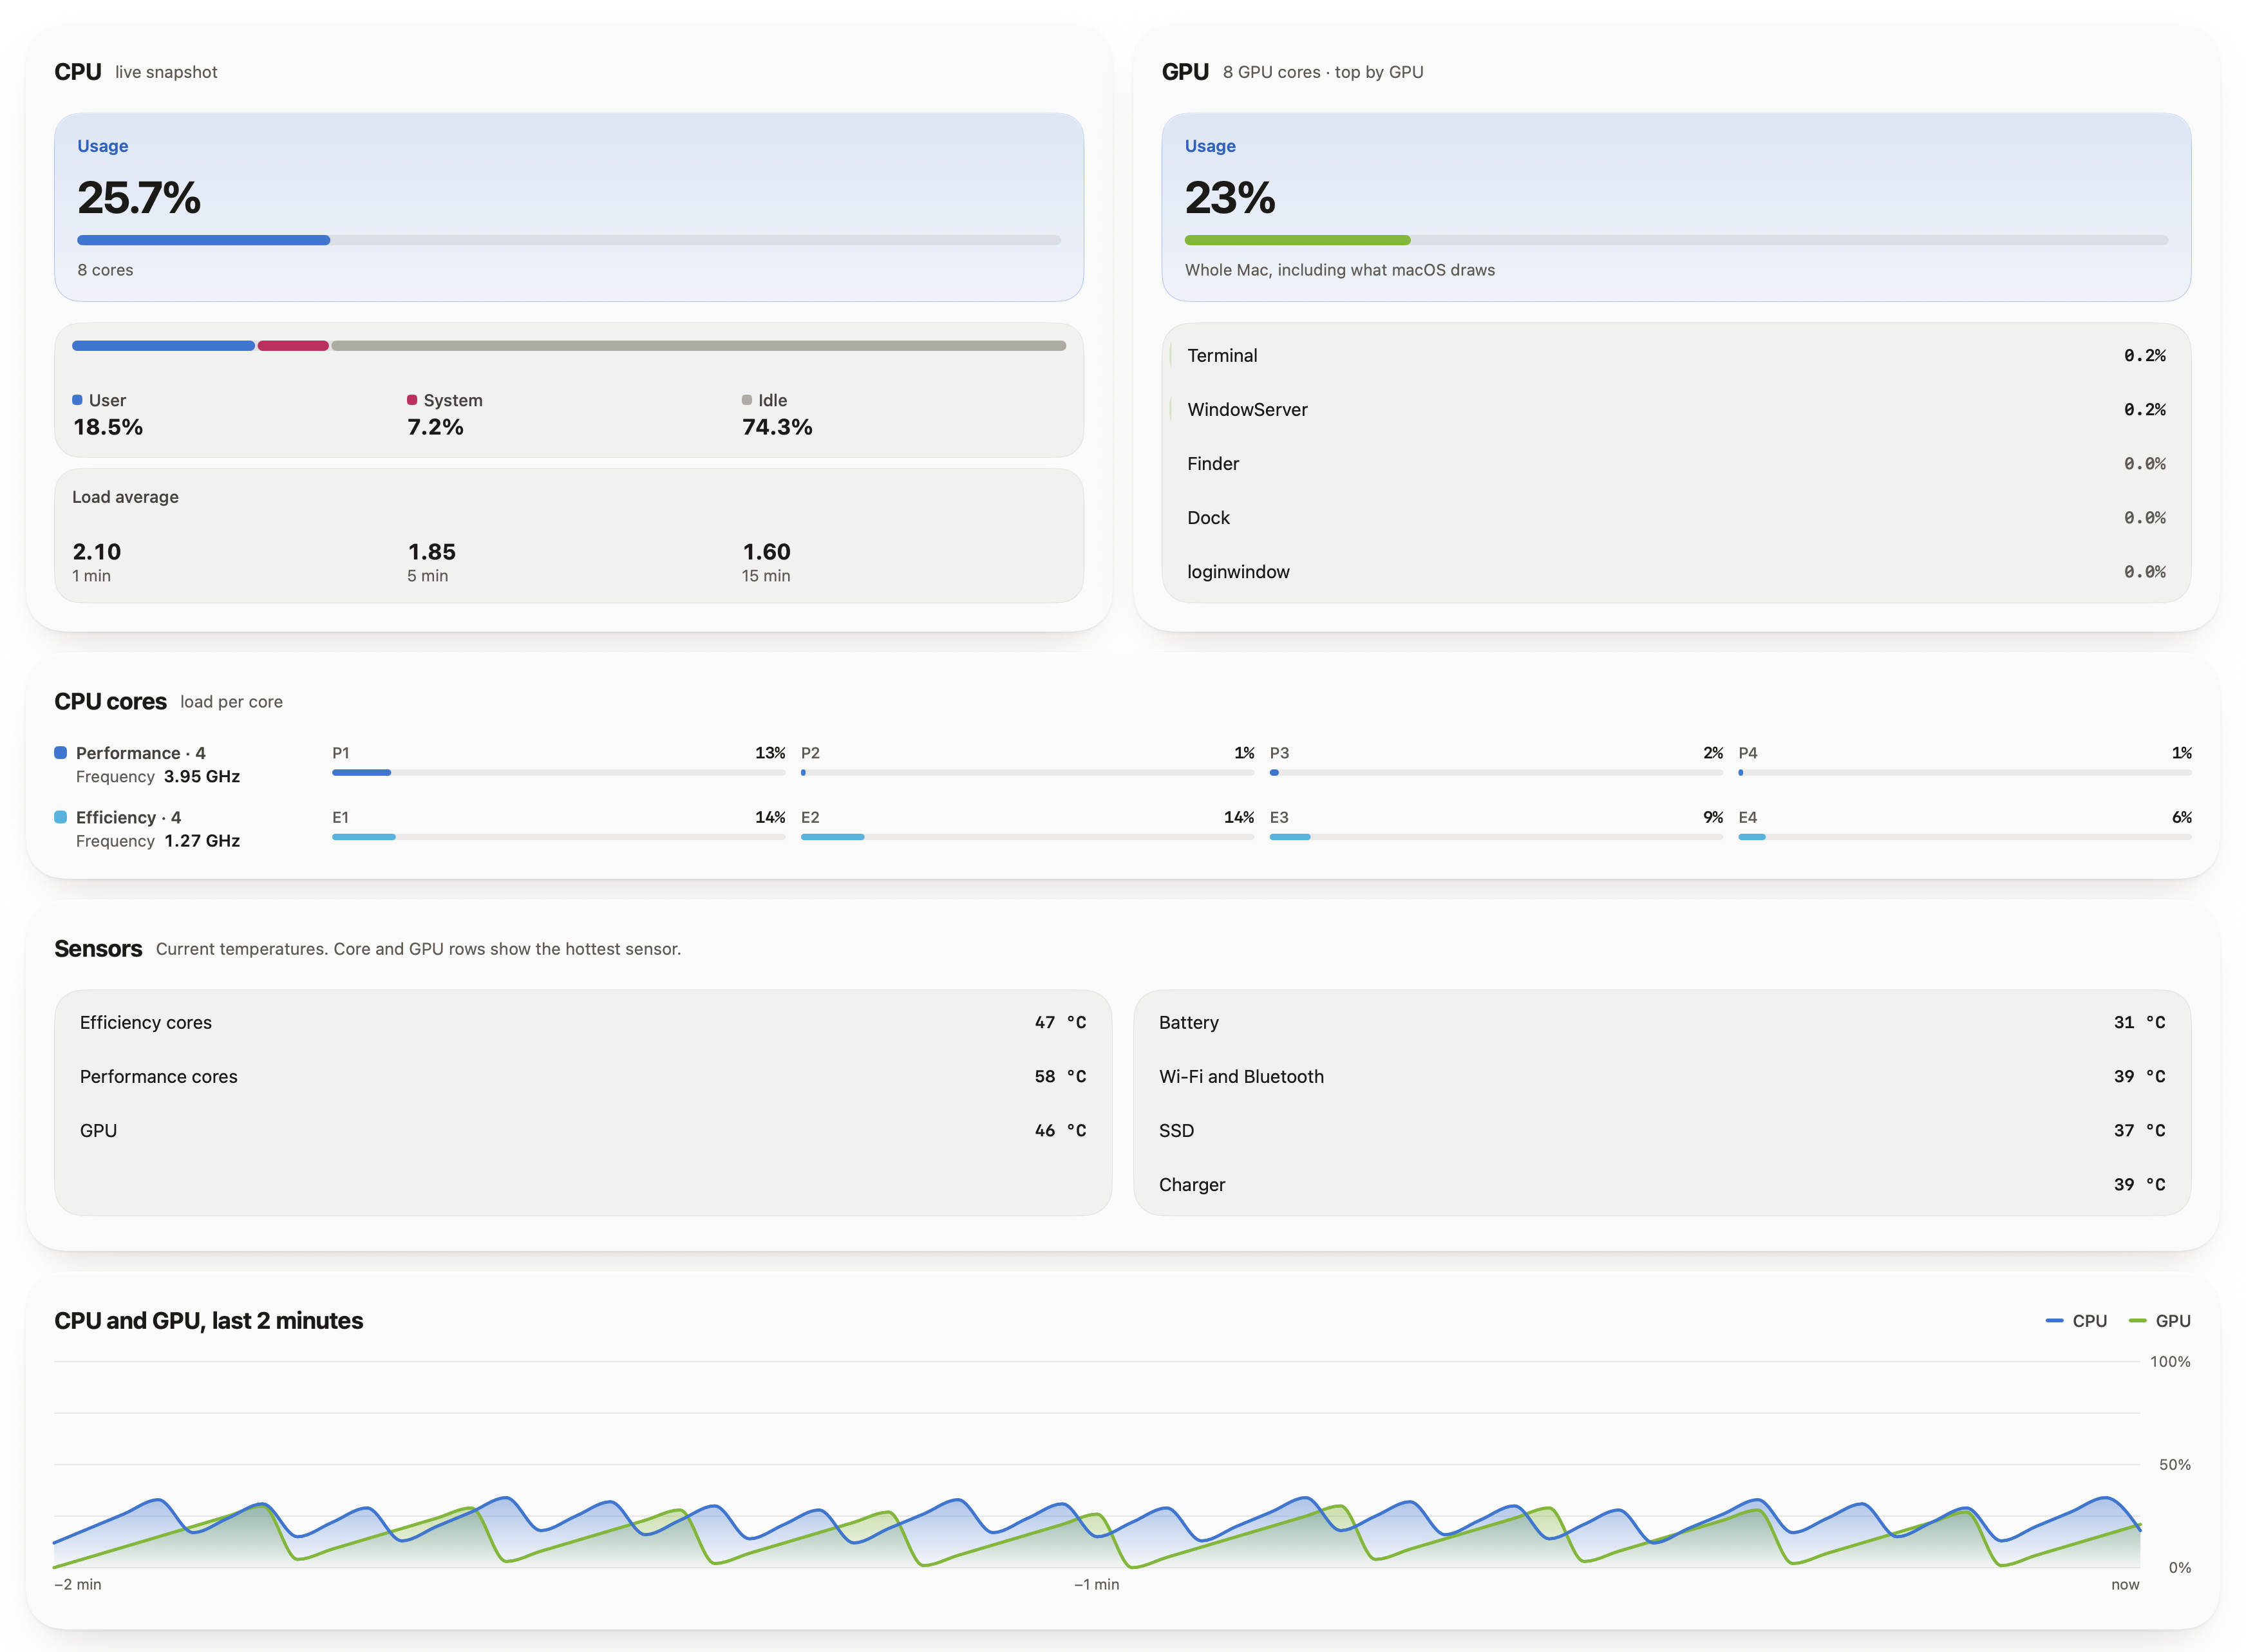 CPU live snapshot
Usage
25.7%
8 cores
User System Idle
18.5% 7.2% 74.3%
Load average
2.10 1.85 1.60
1 min 5 min 15 min
GPU 8 GPU cores · top by GPU
Usage
23%
Whole Mac, including what macOS draws
Terminal 0.2%
WindowServer 0.2%
Finder 0.0%
Dock 0.0%
loginwindow 0.0%
CPU cores load per core
Performance · 4 P1 13% P2 1% P3 2% P4 1%
Frequency 3.95 GHz
Efficiency · 4 E1 14% E2 14% E3 9% E4 6%
Frequency 1.27 GHz
Sensors Current temperatures. Core and GPU rows show the hottest sensor.
Efficiency cores 47 °C
Performance cores 58 °C
GPU 46 °C
Battery 31 °C
Wi-Fi and Bluetooth 39 °C
SSD 37 °C
Charger 39 °C
CPU and GPU, last 2 minutes CPU GPU
100%
50%
0%
−2 min −1 min now